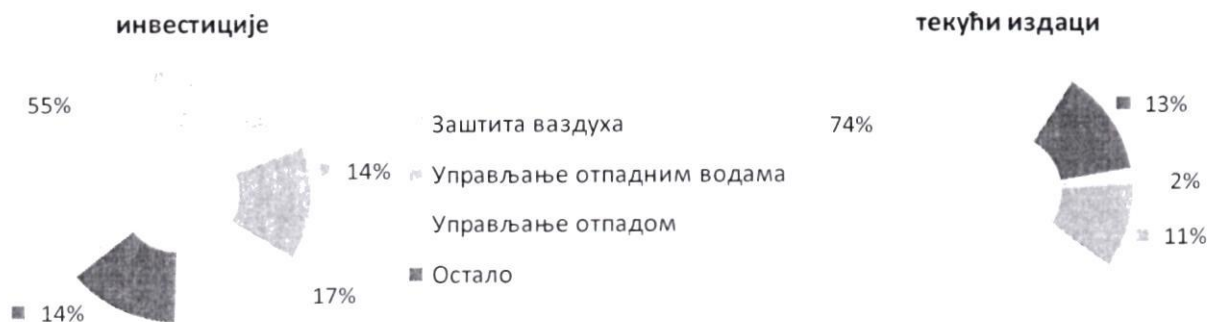 инвестиције
55%
14%
17%
14%
Заштита ваздуха
Управљање отпадним водама
Управљање отпадом
Остало
текући издаци
74%
13%
2%
11%